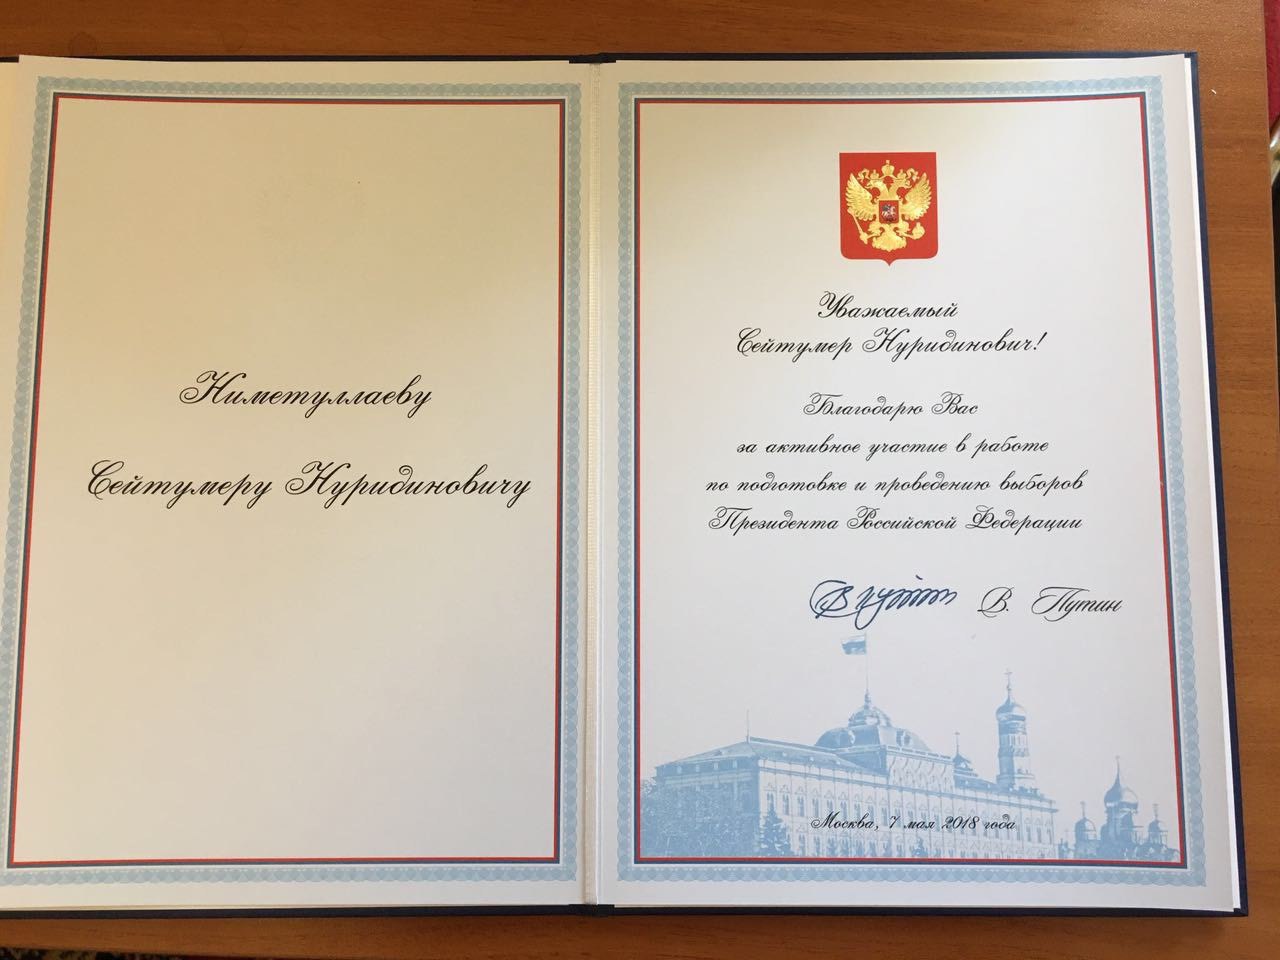 Ниметуллаеву
Сейтумеру Нуридиновичу
Уважаемый
Сейтумер Нуридинович!
Благодарю Вас
за активное участие в работе
по подготовке и проведению выборов
Президента Российской Федерации
В. Путин
Москва, 7 мая 2018 года